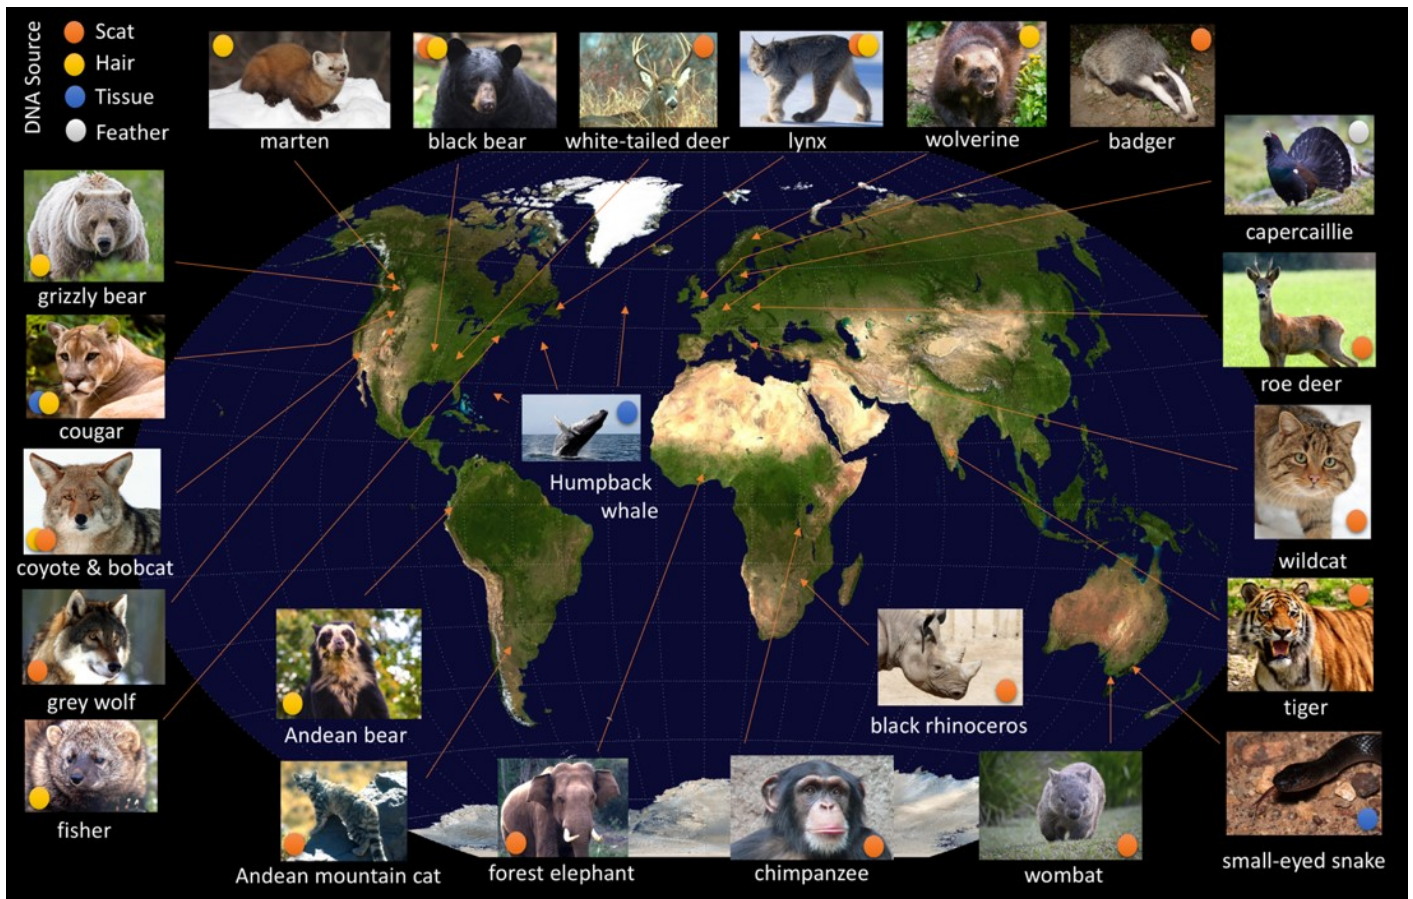 DNA Source
Scat
Hair
Tissue
Feather
marten
black bear
white-tailed deer
lynx
wolverine
badger
capercaillie
grizzly bear
roe deer
cougar
Humpback
whale
coyote & bobcat
wildcat
grey wolf
Andean bear
black rhinoceros
tiger
fisher
Andean mountain cat
forest elephant
chimpanzee
wombat
small-eyed snake